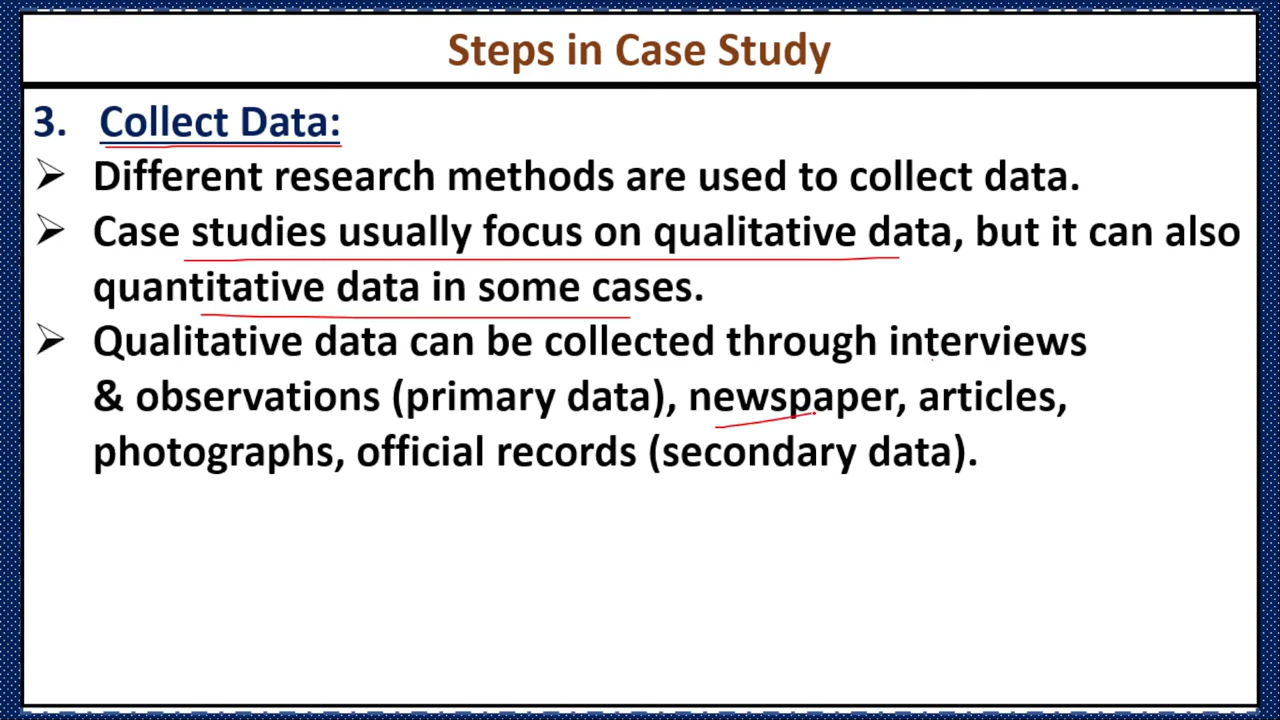 Steps in Case Study
3. Collect Data:
➢ Different research methods are used to collect data.
➢ Case studies usually focus on qualitative data, but it can also
quantitative data in some cases.
➢ Qualitative data can be collected through interviews
& observations (primary data), newspaper, articles,
photographs, official records (secondary data).